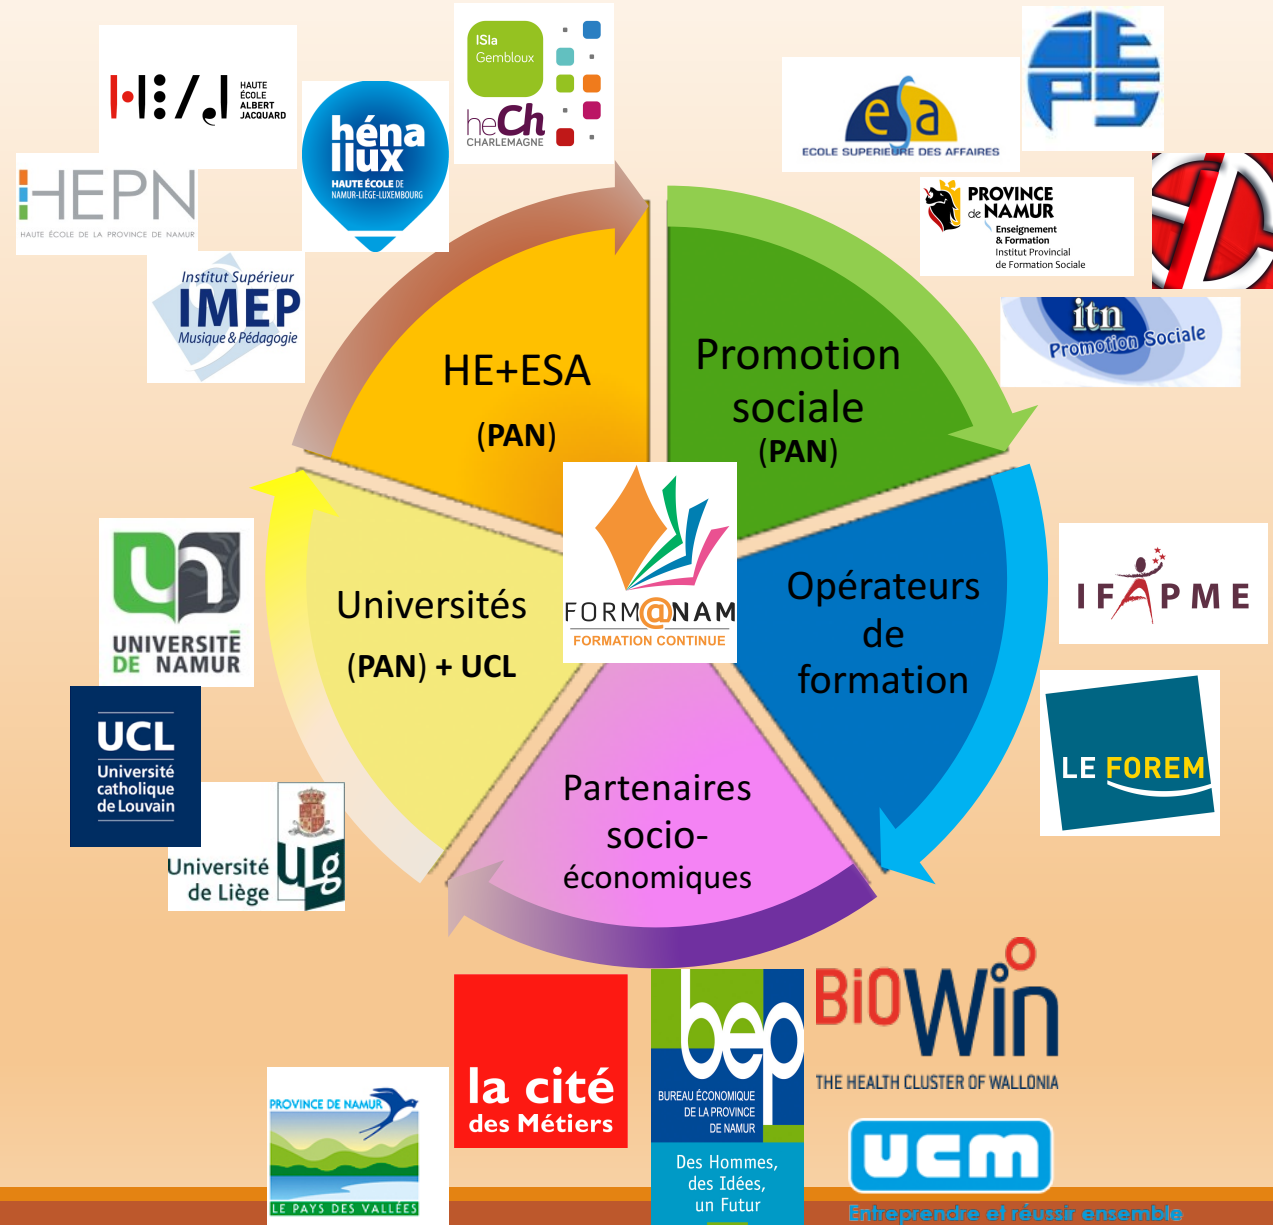 ISIa
Gembloux
heCh
CHARLEMAGNE
HAUTE
ÉCOLE
ALBERT
JACQUARD
héna
llux
HAUTE ÉCOLE DE
NAMUR-LIÈGE-LUXEMBOURG
HEPN
HAUTE ÉCOLE DE LA PROVINCE DE NAMUR
Institut Supérieur
IMEP
Musique & Pédagogie
esa
ECOLE SUPERIEURE DES AFFAIRES
PROVINCE
de NAMUR
Enseignement
& Formation
Institut Provincial
de Formation Sociale
itn
Promotion Sociale
HE+ESA
(PAN)
Promotion
sociale
(PAN)
FORM@NAM
FORMATION CONTINUE
Opérateurs
de
formation
IFAPME
LE FOREM
Universités
(PAN) + UCL
UNIVERSITÉ
DE NAMUR
UCL
Université
catholique
de Louvain
Université
de Liège
ULg
Partenaires
socio-
économiques
la cité
des Métiers
bep
BUREAU ÉCONOMIQUE
DE LA PROVINCE
DE NAMUR
Des Hommes,
des Idées,
un Futur
BiOWin
THE HEALTH CLUSTER OF WALLONIA
PROVINCE DE NAMUR
LE PAYS DES VALLÉES
ucm
Entreprendre et réussir ensemble